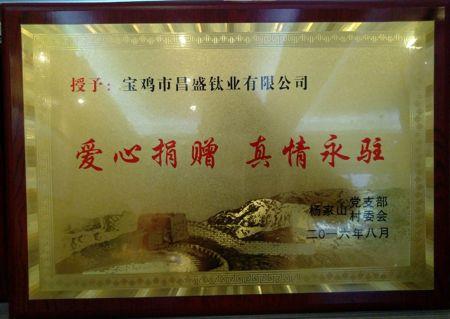 授予：宝鸡市昌盛钛业有限公司
爱心捐赠 真情永驻
杨家山党支部
村委会
二〇一六年八月